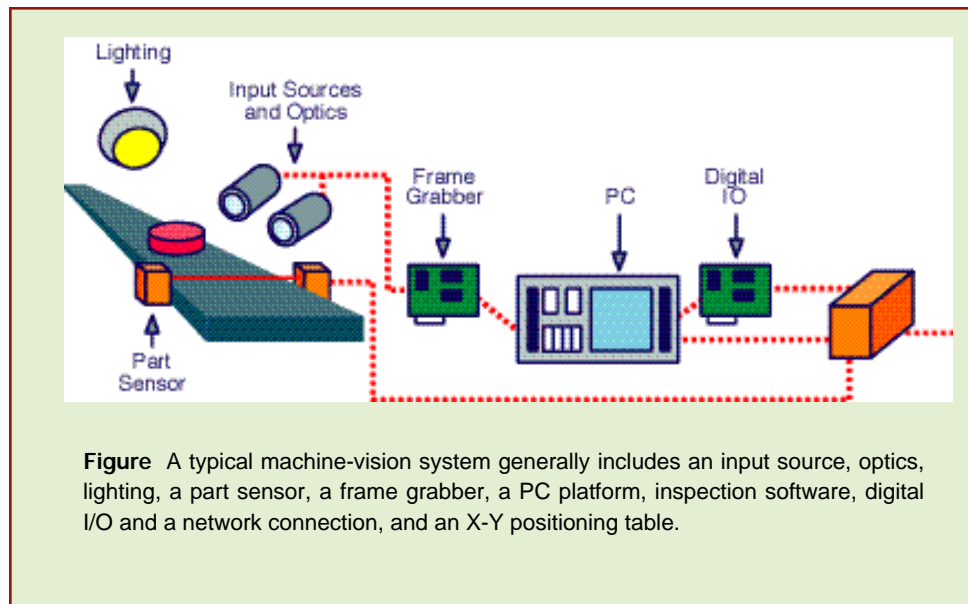 Lighting
Input Sources
and Optics
Frame
Grabber
PC
Digital
IO
Part
Sensor
Figure A typical machine-vision system generally includes an input source, optics,
lighting, a part sensor, a frame grabber, a PC platform, inspection software, digital
I/O and a network connection, and an X-Y positioning table.